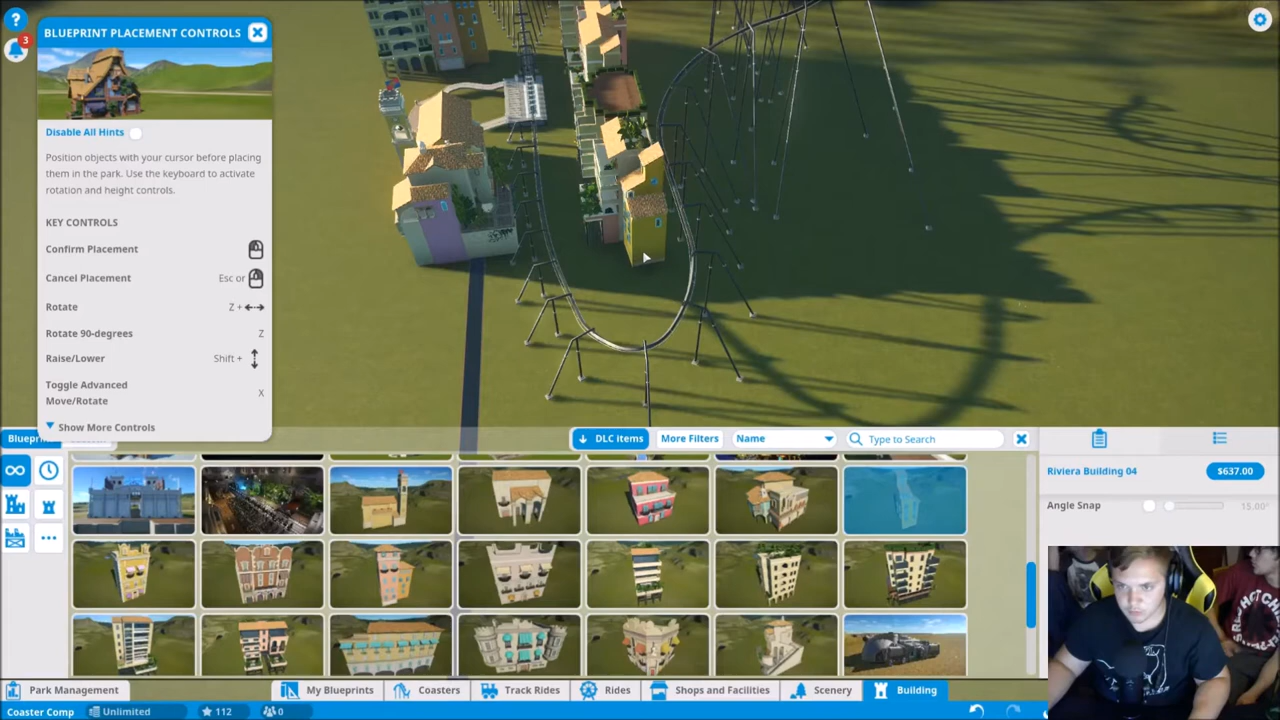 ?
3
BLUEPRINT PLACEMENT CONTROLS
Disable All Hints
Position objects with your cursor before placing
them in the park. Use the keyboard to activate
rotation and height controls.
KEY CONTROLS
Confirm Placement
Cancel Placement Esc or
Rotate Z +
Rotate 90-degrees Z
Raise/Lower Shift +
Toggle Advanced
Move/Rotate X
Show More Controls
DLC items
More Filters
Name
Type to Search
Riviera Building 04
$637.00
Angle Snap
15.00°
Park Management
My Blueprints
Coasters
Track Rides
Rides
Shops and Facilities
Scenery
Building
Coaster Comp
Unlimited
112
0